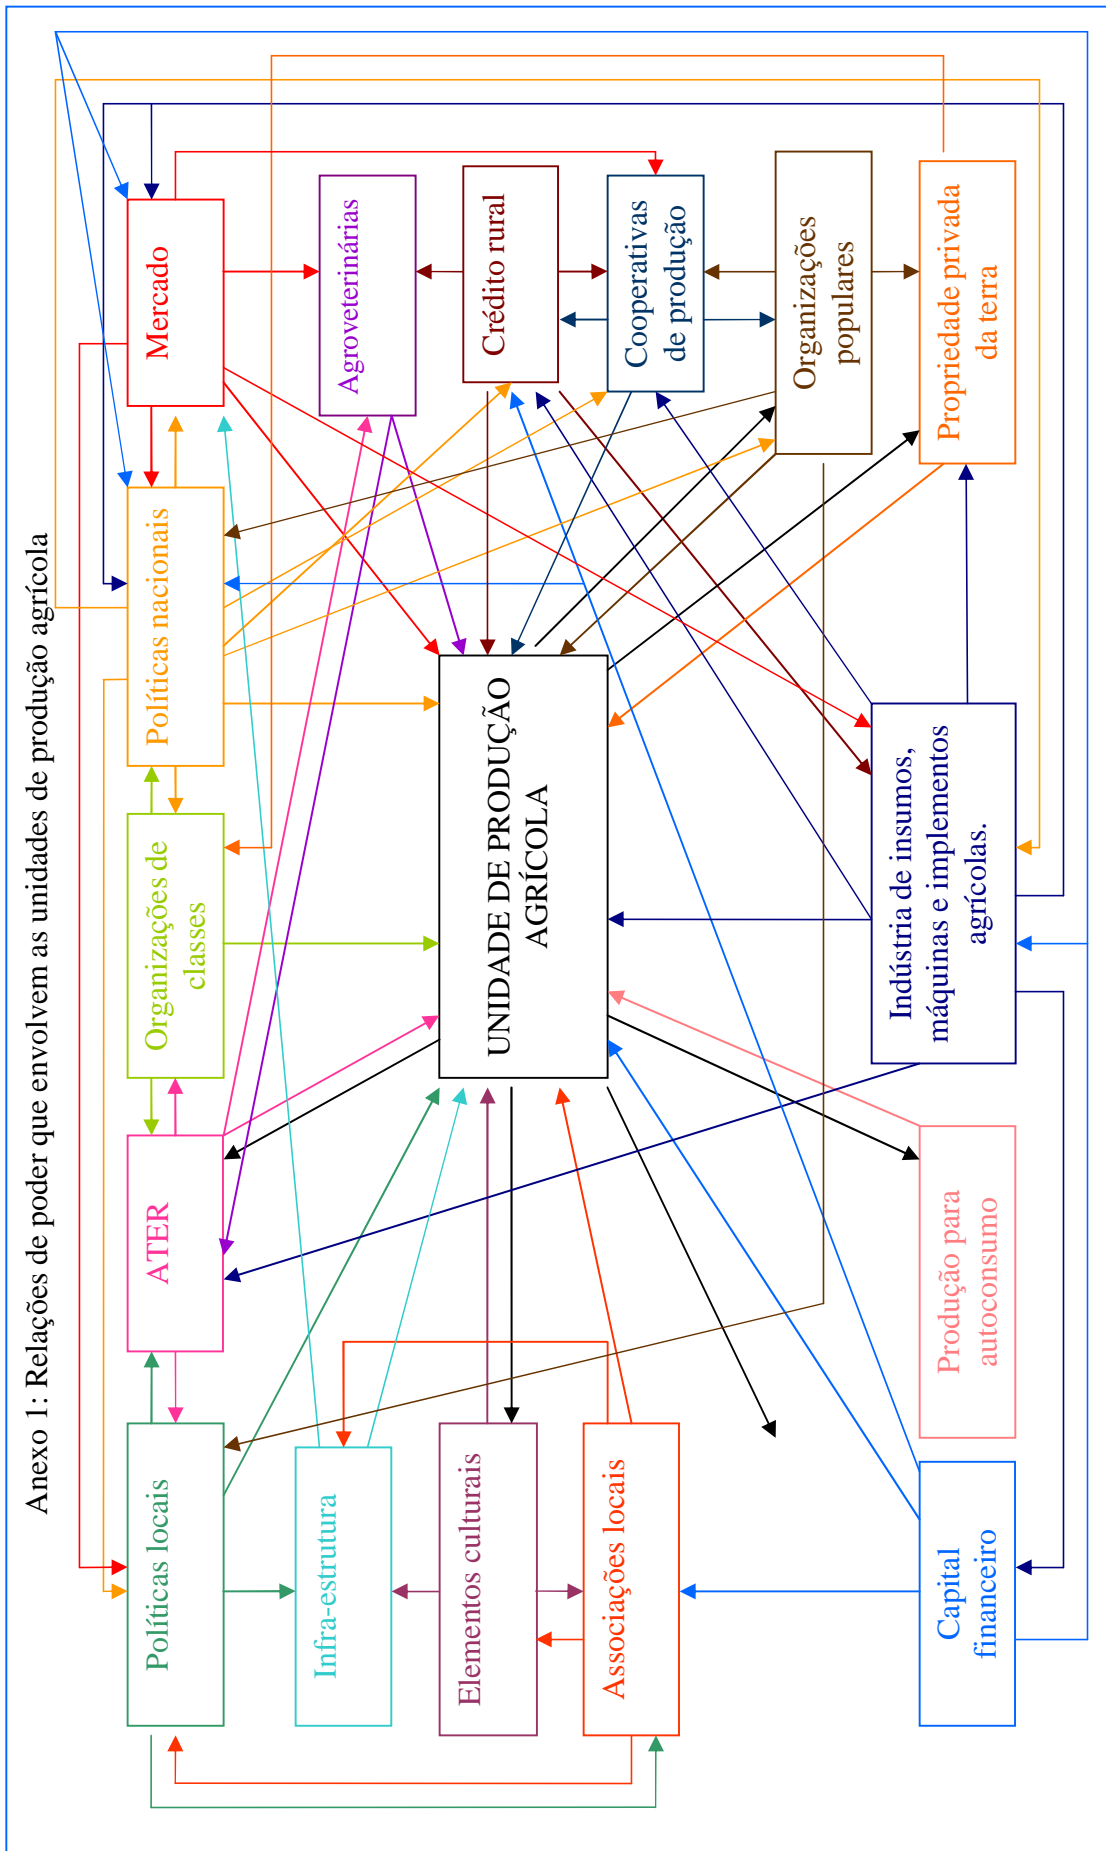 Anexo 1: Relações de poder que envolvem as unidades de produção agrícola
Políticas locais
ATER
Organizações de
classes
Políticas nacionais
Mercado
Infra-estrutura
Agroveterinárias
Elementos culturais
UNIDADE DE PRODUÇÃO
AGRÍCOLA
Crédito rural
Associações locais
Cooperativas
de produção
Organizações
populares
Capital
financeiro
Produção para
autoconsumo
Indústria de insumos,
máquinas e implementos
agrícolas.
Propriedade privada
da terra